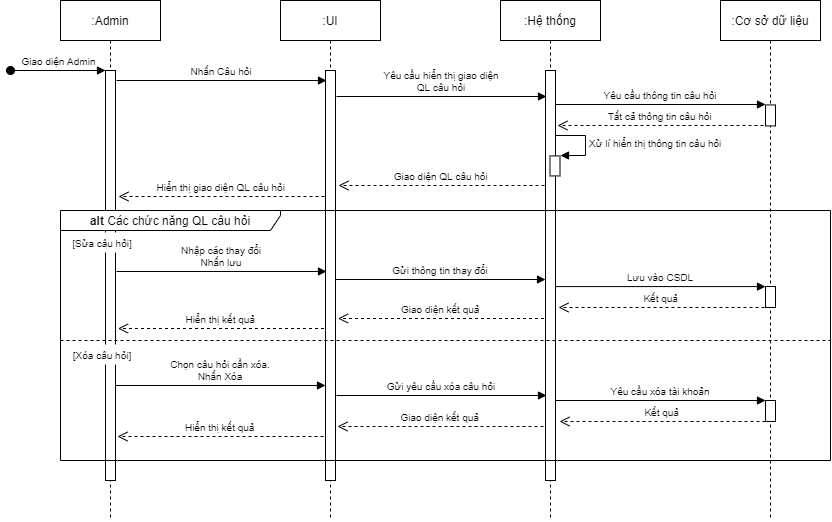 :Admin
:UI
:Hệ thống
:Cơ sở dữ liệu
Giao diện Admin
Nhấn Câu hỏi
Yêu cầu hiển thị giao diện
QL câu hỏi
Yêu cầu thông tin câu hỏi
Tất cả thông tin câu hỏi
Xử lí hiển thị thông tin câu hỏi
Giao diện QL câu hỏi
Hiển thị giao diện QL câu hỏi
alt Các chức năng QL câu hỏi
[Sửa câu hỏi]
Nhập các thay đổi
Nhấn lưu
Gửi thông tin thay đổi
Lưu vào CSDL
Kết quả
Giao diện kết quả
Hiển thị kết quả
[Xóa câu hỏi]
Chọn câu hỏi cần xóa.
Nhấn Xóa
Gửi yêu cầu xóa câu hỏi
Yêu cầu xóa tài khoản
Kết quả
Giao diện kết quả
Hiển thị kết quả